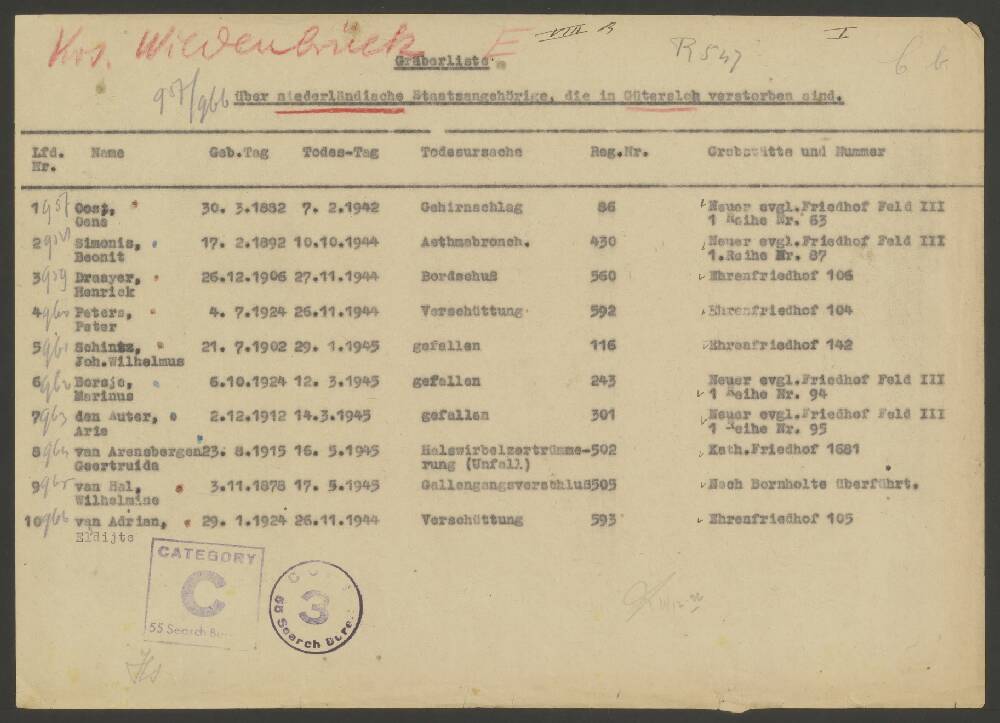 Krs. Wiedenbrück E VIII B R 547 I 6
Gräberliste
957/966 über niederländische Staatsangehörige, die in Gütersloh verstorben sind.
Lfd. Name Geb.Tag Todes-Tag Todesursache Reg.Nr. Grabstätte und Nummer
Nr.
1 957 Oost, 30. 3.1882 7. 2.1942 Gehirnschlag 86 Neuer evgl.Friedhof Feld III
Oene 1 Reihe Nr. 63
2 958 Simonis, 17. 2.1892 10.10.1944 Asthmabronch. 430 Neuer evgl.Friedhof Feld III
Beonit 1.Reihe Nr. 87
3 959 Draayer, 26.12.1906 27.11.1944 Bordschuß 560 Ehrenfriedhof 106
Henriek
4 960 Peters, 4. 7.1924 26.11.1944 Verschüttung 592 Ehrenfriedhof 104
Peter
5 961 Schintz, 21. 7.1902 29. 1.1945 gefallen 116 Ehrenfriedhof 142
Joh.Wilhelmus
6 962 Borsje, 6.10.1924 12. 3.1945 gefallen 243 Neuer evgl.Friedhof Feld III
Marinus 1 Reihe Nr. 94
7 963 den Auter, 2.12.1912 14.3.1945 gefallen 301 Neuer evgl.Friedhof Feld III
Arie 1 Reihe Nr. 95
8 964 van Arensbergen 23. 8.1915 16. 5.1945 Halswirbelzertrümme- 502 Kath.Friedhof 1681
Geertruida rung (Unfall)
9 965 van Hal, 3.11.1878 17. 5.1945 Gallengangsverschluß 505 Nach Bornholte überführt.
Wilhelmine
10 966 van Adrian, 29. 1.1924 26.11.1944 Verschüttung 593 Ehrenfriedhof 105
Eldijte
CATEGORY
C
55 Search Bu
3
55 Search Bure